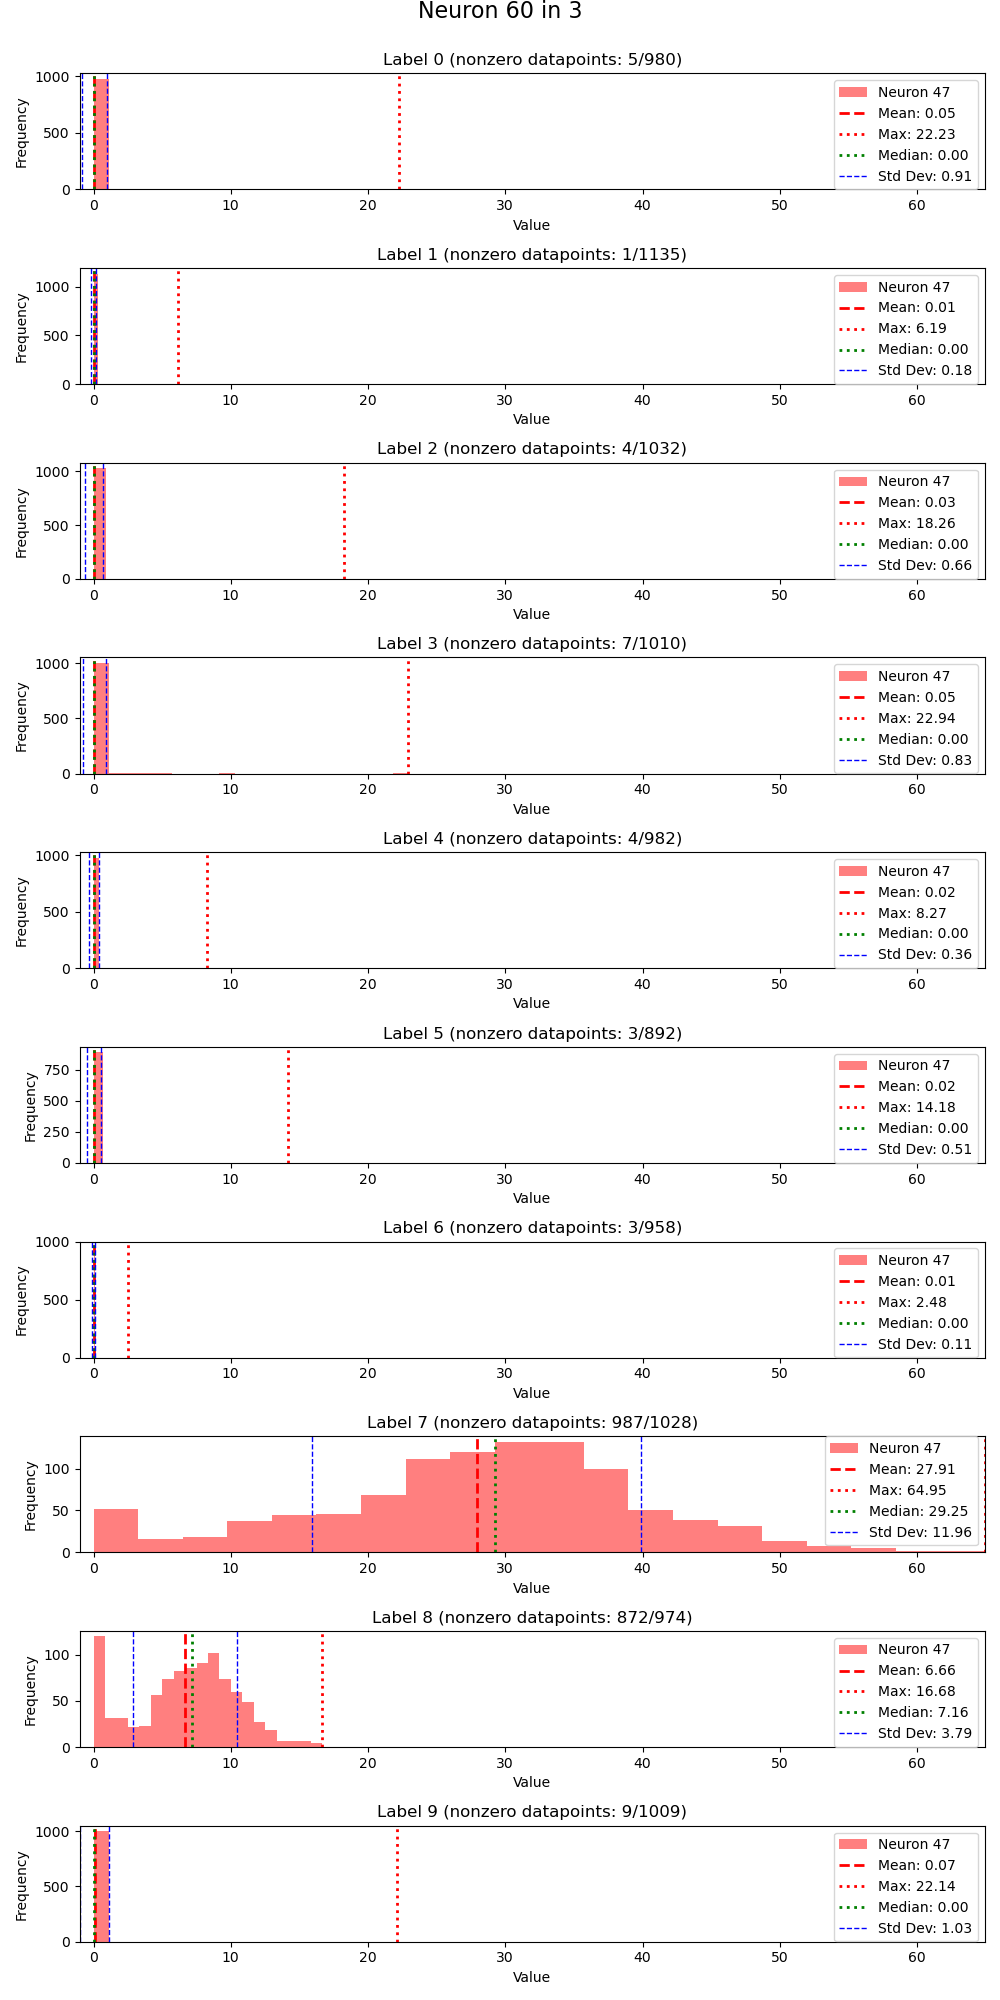 Neuron 60 in 3
Label 0 (nonzero datapoints: 5/980)
Frequency
1000
500
0
Neuron 47
Mean: 0.05
Max: 22.23
Median: 0.00
Std Dev: 0.91
0 10 20 30 40 50 60
Value
Label 1 (nonzero datapoints: 1/1135)
Frequency
1000
500
0
Neuron 47
Mean: 0.01
Max: 6.19
Median: 0.00
Std Dev: 0.18
0 10 20 30 40 50 60
Value
Label 2 (nonzero datapoints: 4/1032)
Frequency
1000
500
0
Neuron 47
Mean: 0.03
Max: 18.26
Median: 0.00
Std Dev: 0.66
0 10 20 30 40 50 60
Value
Label 3 (nonzero datapoints: 7/1010)
Frequency
1000
500
0
Neuron 47
Mean: 0.05
Max: 22.94
Median: 0.00
Std Dev: 0.83
0 10 20 30 40 50 60
Value
Label 4 (nonzero datapoints: 4/982)
Frequency
1000
500
0
Neuron 47
Mean: 0.02
Max: 8.27
Median: 0.00
Std Dev: 0.36
0 10 20 30 40 50 60
Value
Label 5 (nonzero datapoints: 3/892)
Frequency
750
500
250
0
Neuron 47
Mean: 0.02
Max: 14.18
Median: 0.00
Std Dev: 0.51
0 10 20 30 40 50 60
Value
Label 6 (nonzero datapoints: 3/958)
Frequency
1000
500
0
Neuron 47
Mean: 0.01
Max: 2.48
Median: 0.00
Std Dev: 0.11
0 10 20 30 40 50 60
Value
Label 7 (nonzero datapoints: 987/1028)
Frequency
100
50
0
Neuron 47
Mean: 27.91
Max: 64.95
Median: 29.25
Std Dev: 11.96
0 10 20 30 40 50 60
Value
Label 8 (nonzero datapoints: 872/974)
Frequency
100
50
0
Neuron 47
Mean: 6.66
Max: 16.68
Median: 7.16
Std Dev: 3.79
0 10 20 30 40 50 60
Value
Label 9 (nonzero datapoints: 9/1009)
Frequency
1000
500
0
Neuron 47
Mean: 0.07
Max: 22.14
Median: 0.00
Std Dev: 1.03
0 10 20 30 40 50 60
Value